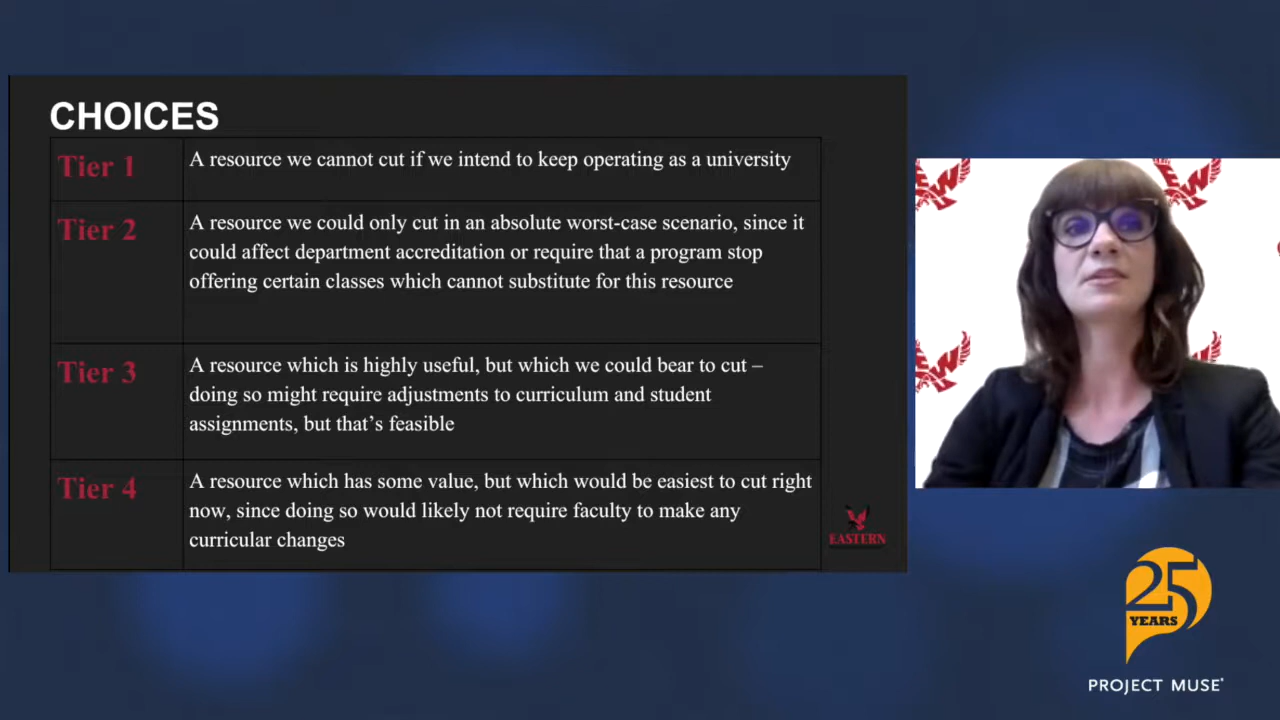 CHOICES
Tier 1
A resource we cannot cut if we intend to keep operating as a university
Tier 2
A resource we could only cut in an absolute worst-case scenario, since it
could affect department accreditation or require that a program stop
offering certain classes which cannot substitute for this resource
Tier 3
A resource which is highly useful, but which we could bear to cut –
doing so might require adjustments to curriculum and student
assignments, but that's feasible
Tier 4
A resource which has some value, but which would be easiest to cut right
now, since doing so would likely not require faculty to make any
curricular changes
EASTERN
EW
EW
EW
25
YEARS
PROJECT MUSE